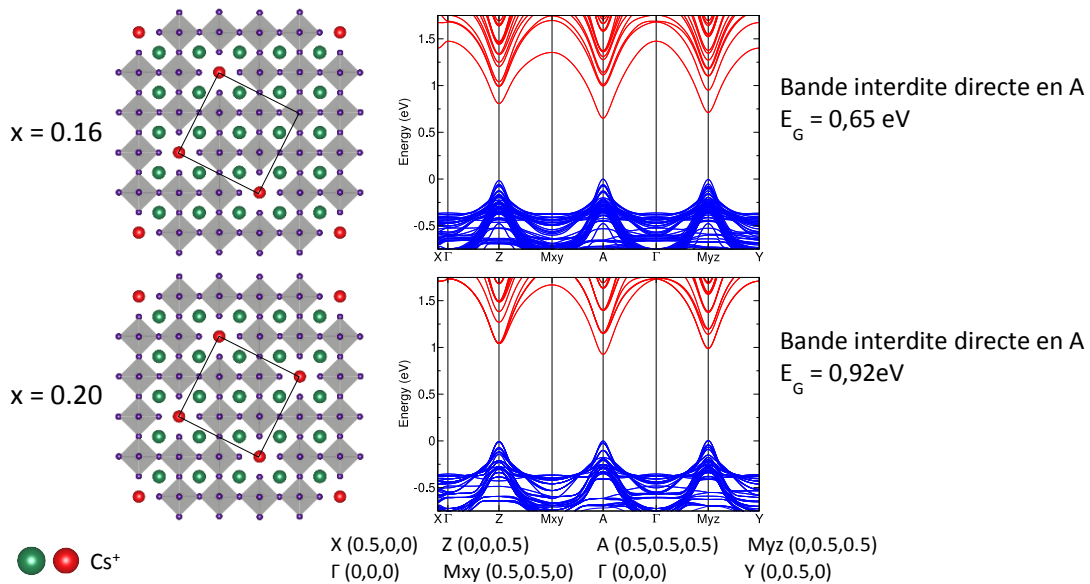 x = 0.16
1.5
1
0.5
0
-0.5
Energy (eV)
X Γ Z Mxy A Γ Myz Y
Bande interdite directe en A
E_G = 0,65 eV
x = 0.20
1.5
1
0.5
0
-0.5
Energy (eV)
X Γ Z Mxy A Γ Myz Y
Bande interdite directe en A
E_G = 0,92eV
Cs⁺
X (0.5,0,0) Z (0,0,0.5) A (0.5,0.5,0.5) Myz (0,0.5,0.5)
Γ (0,0,0) Mxy (0.5,0.5,0) Γ (0,0,0) Y (0,0.5,0)